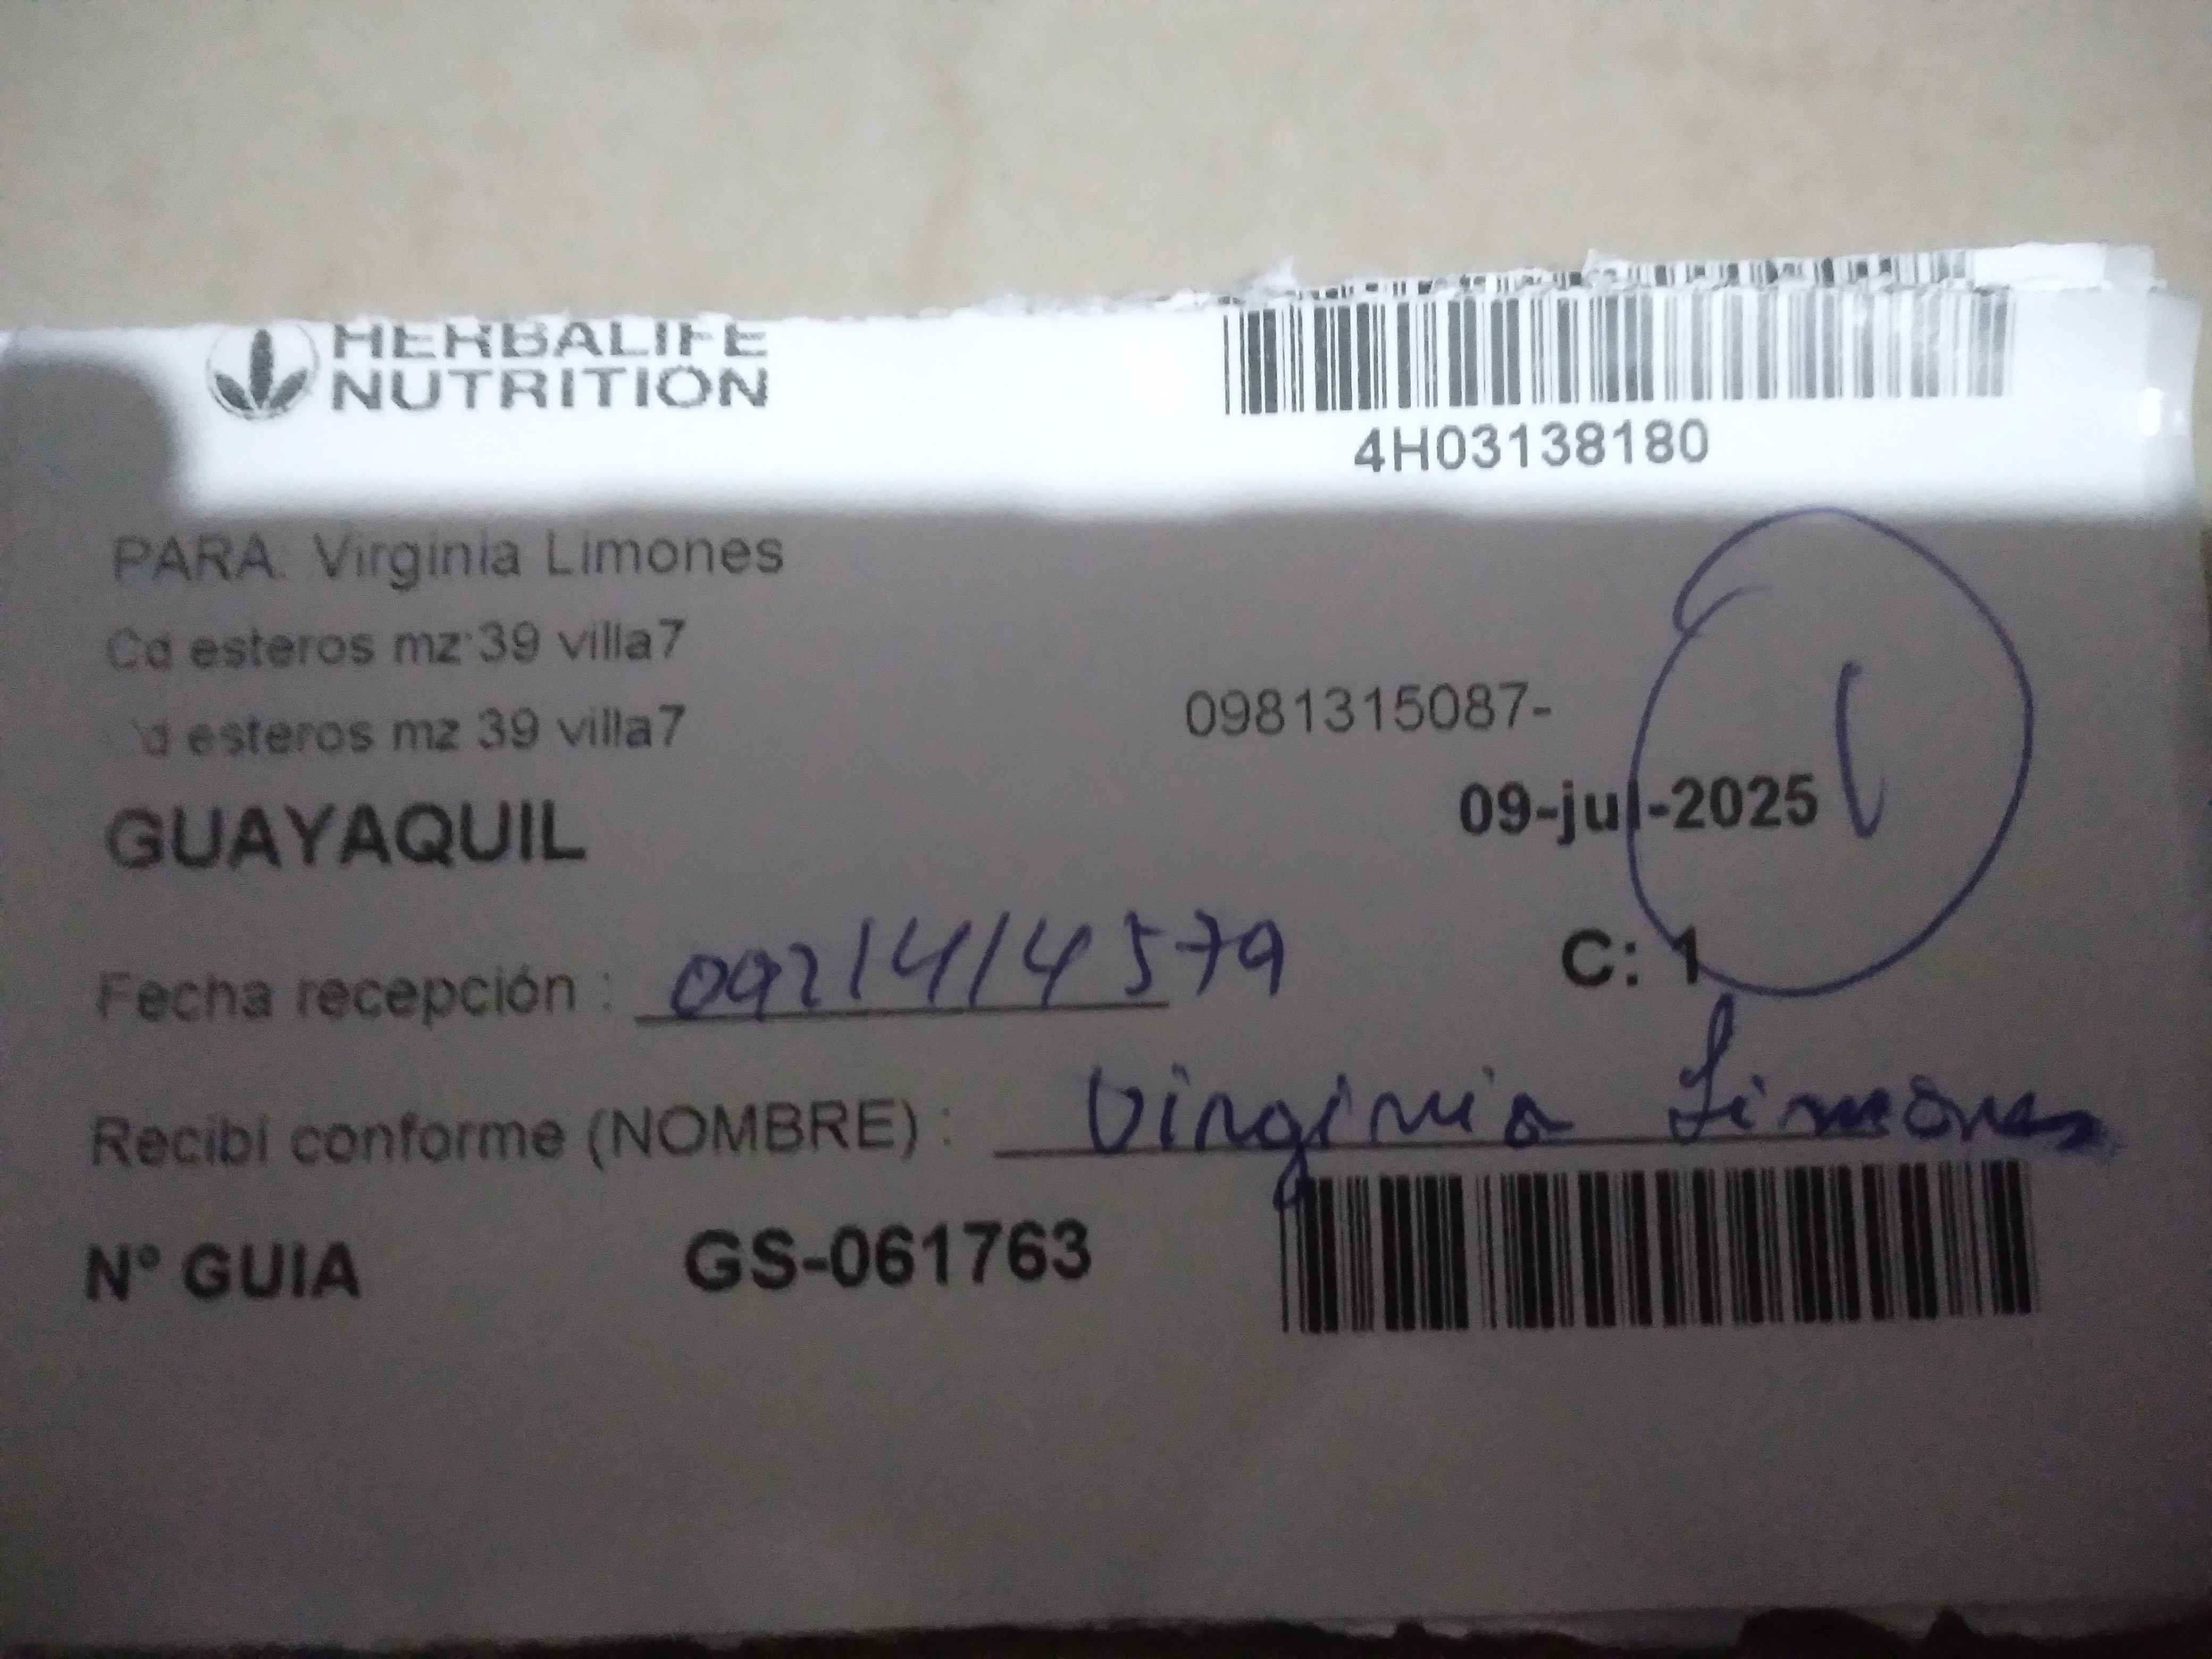 HERBALIFE
NUTRITION
4H03138180
PARA: Virginia Limones
Cd esteros mz 39 villa7
d esteros mz 39 villa7
0981315087-
GUAYAQUIL
09-jul-2025
Fecha recepción : 0921414579
C: 1
Recibí conforme (NOMBRE) : Virginia Limones
Nº GUIA GS-061763